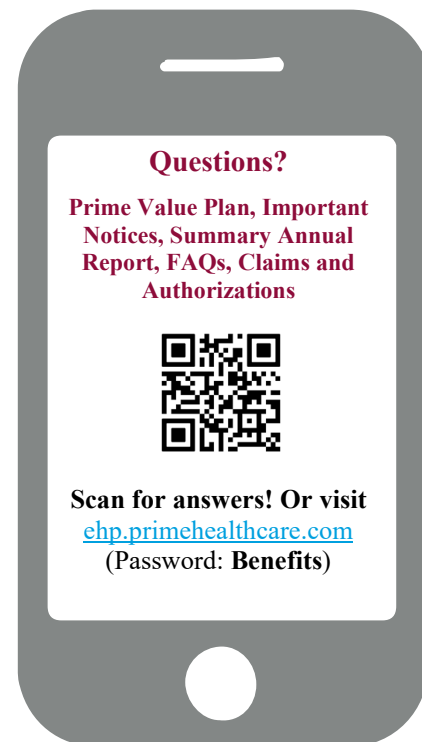 Questions?
Prime Value Plan, Important
Notices, Summary Annual
Report, FAQs, Claims and
Authorizations
Scan for answers! Or visit
ehp.primehealthcare.com
(Password: Benefits)